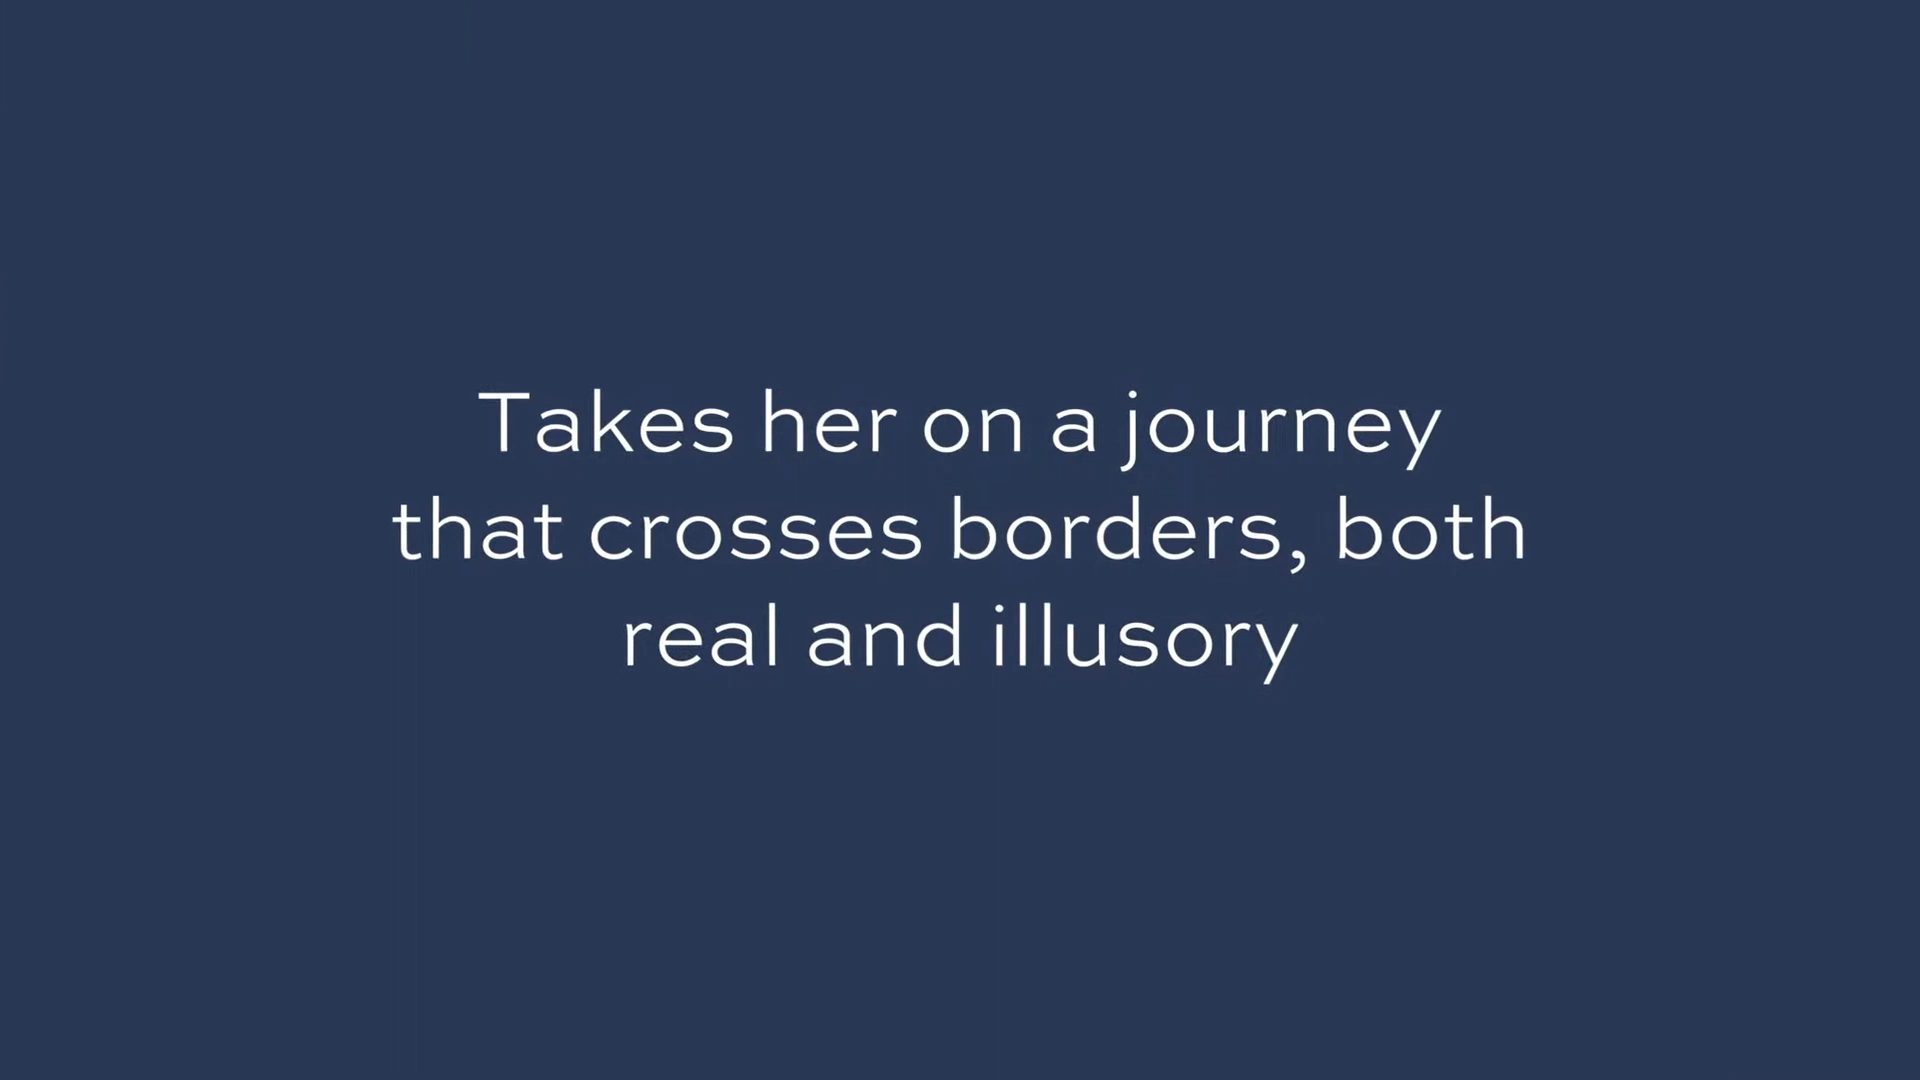 Takes her on a journey
that crosses borders, both
real and illusory